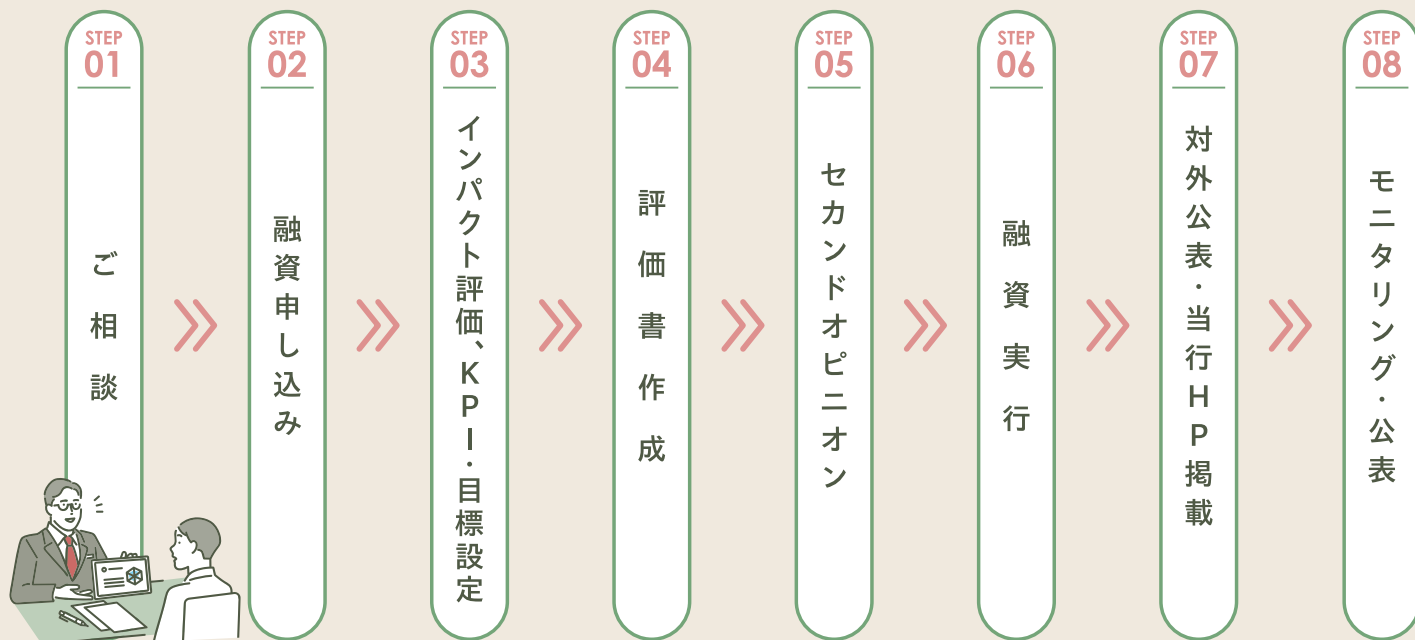 STEP
01
ご相談
STEP
02
融資申し込み
STEP
03
インパクト評価、KPI・目標設定
STEP
04
評価書作成
STEP
05
セカンドオピニオン
STEP
06
融資実行
STEP
07
対外公表・当行HP掲載
STEP
08
モニタリング・公表